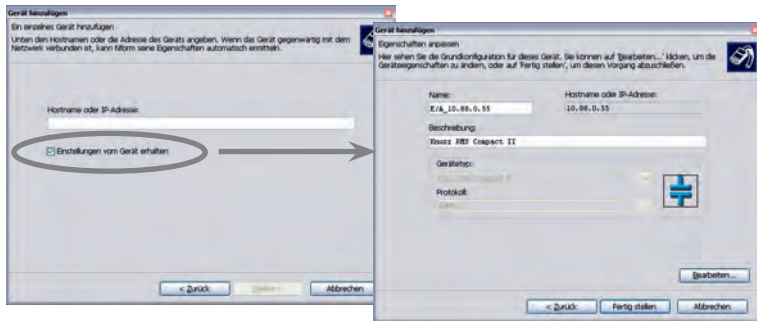 Gerät hinzufügen
Ein einzelnes Gerät hinzufügen
Unten den Hostnamen oder die Adresse des Geräts angeben. Wenn das Gerät gegenwärtig mit dem
Netzwerk verbunden ist, kann Nform seine Eigenschaften automatisch ermitteln.
Hostname oder IP-Adresse:
Einstellungen vom Gerät erhalten
< Zurück
Abbrechen
Gerät hinzufügen
Eigenschaften anpassen
Hier sehen Sie die Grundkonfiguration für dieses Gerät. Sie können auf 'Bearbeiten...' klicken, um die
Geräteeigenschaften zu ändern, oder auf 'Fertig stellen', um diesen Vorgang abzuschließen.
Name:
Hostname oder IP-Adresse:
E/A_10.88.0.55
10.88.0.55
Beschreibung:
Knurr RMS Compact II
Gerätetyp:
Protokoll:
Bearbeiten...
< Zurück
Fertig stellen
Abbrechen